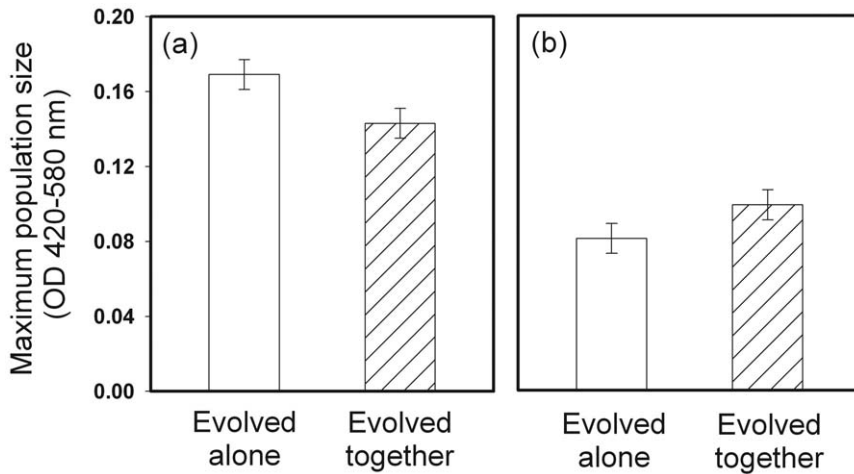 Maximum population size
(OD 420-580 nm)
0.20
0.16
0.12
0.08
0.04
0.00
(a)
(b)
Evolved
alone
Evolved
together
Evolved
alone
Evolved
together